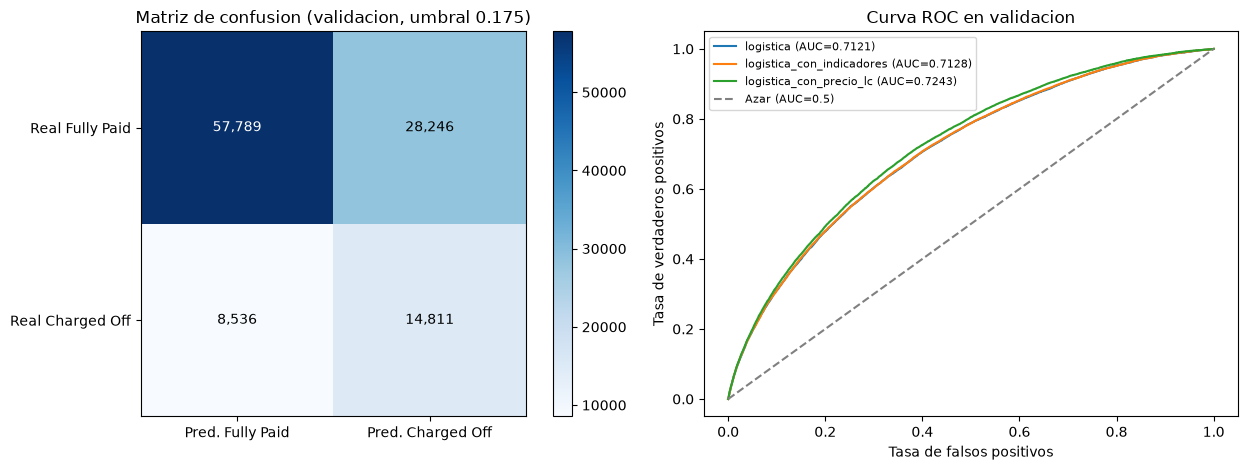 Matriz de confusion (validacion, umbral 0.175)
Real Fully Paid
57,789
28,246
Real Charged Off
8,536
14,811
Pred. Fully Paid
Pred. Charged Off
50000
40000
30000
20000
10000
Curva ROC en validacion
logistica (AUC=0.7121)
logistica_con_indicadores (AUC=0.7128)
logistica_con_precio_lc (AUC=0.7243)
Azar (AUC=0.5)
Tasa de verdaderos positivos
1.0
0.8
0.6
0.4
0.2
0.0
0.0
0.2
0.4
0.6
0.8
1.0
Tasa de falsos positivos